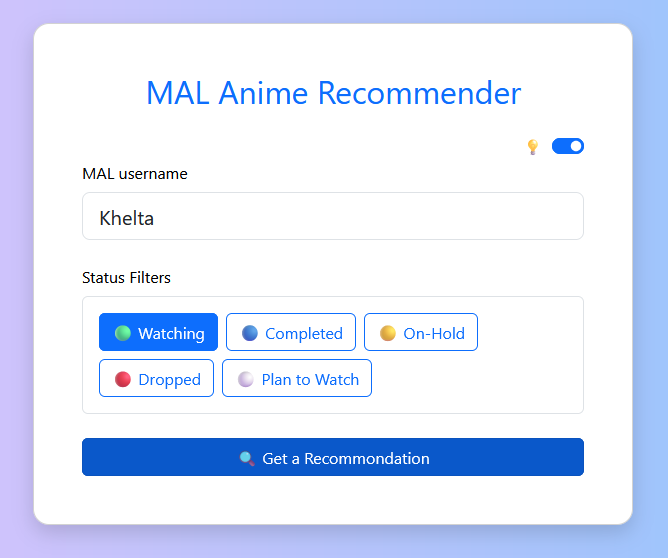 MAL Anime Recommender
MAL username
Khelta
Status Filters
Watching Completed On-Hold
Dropped Plan to Watch
Get a Recommondation